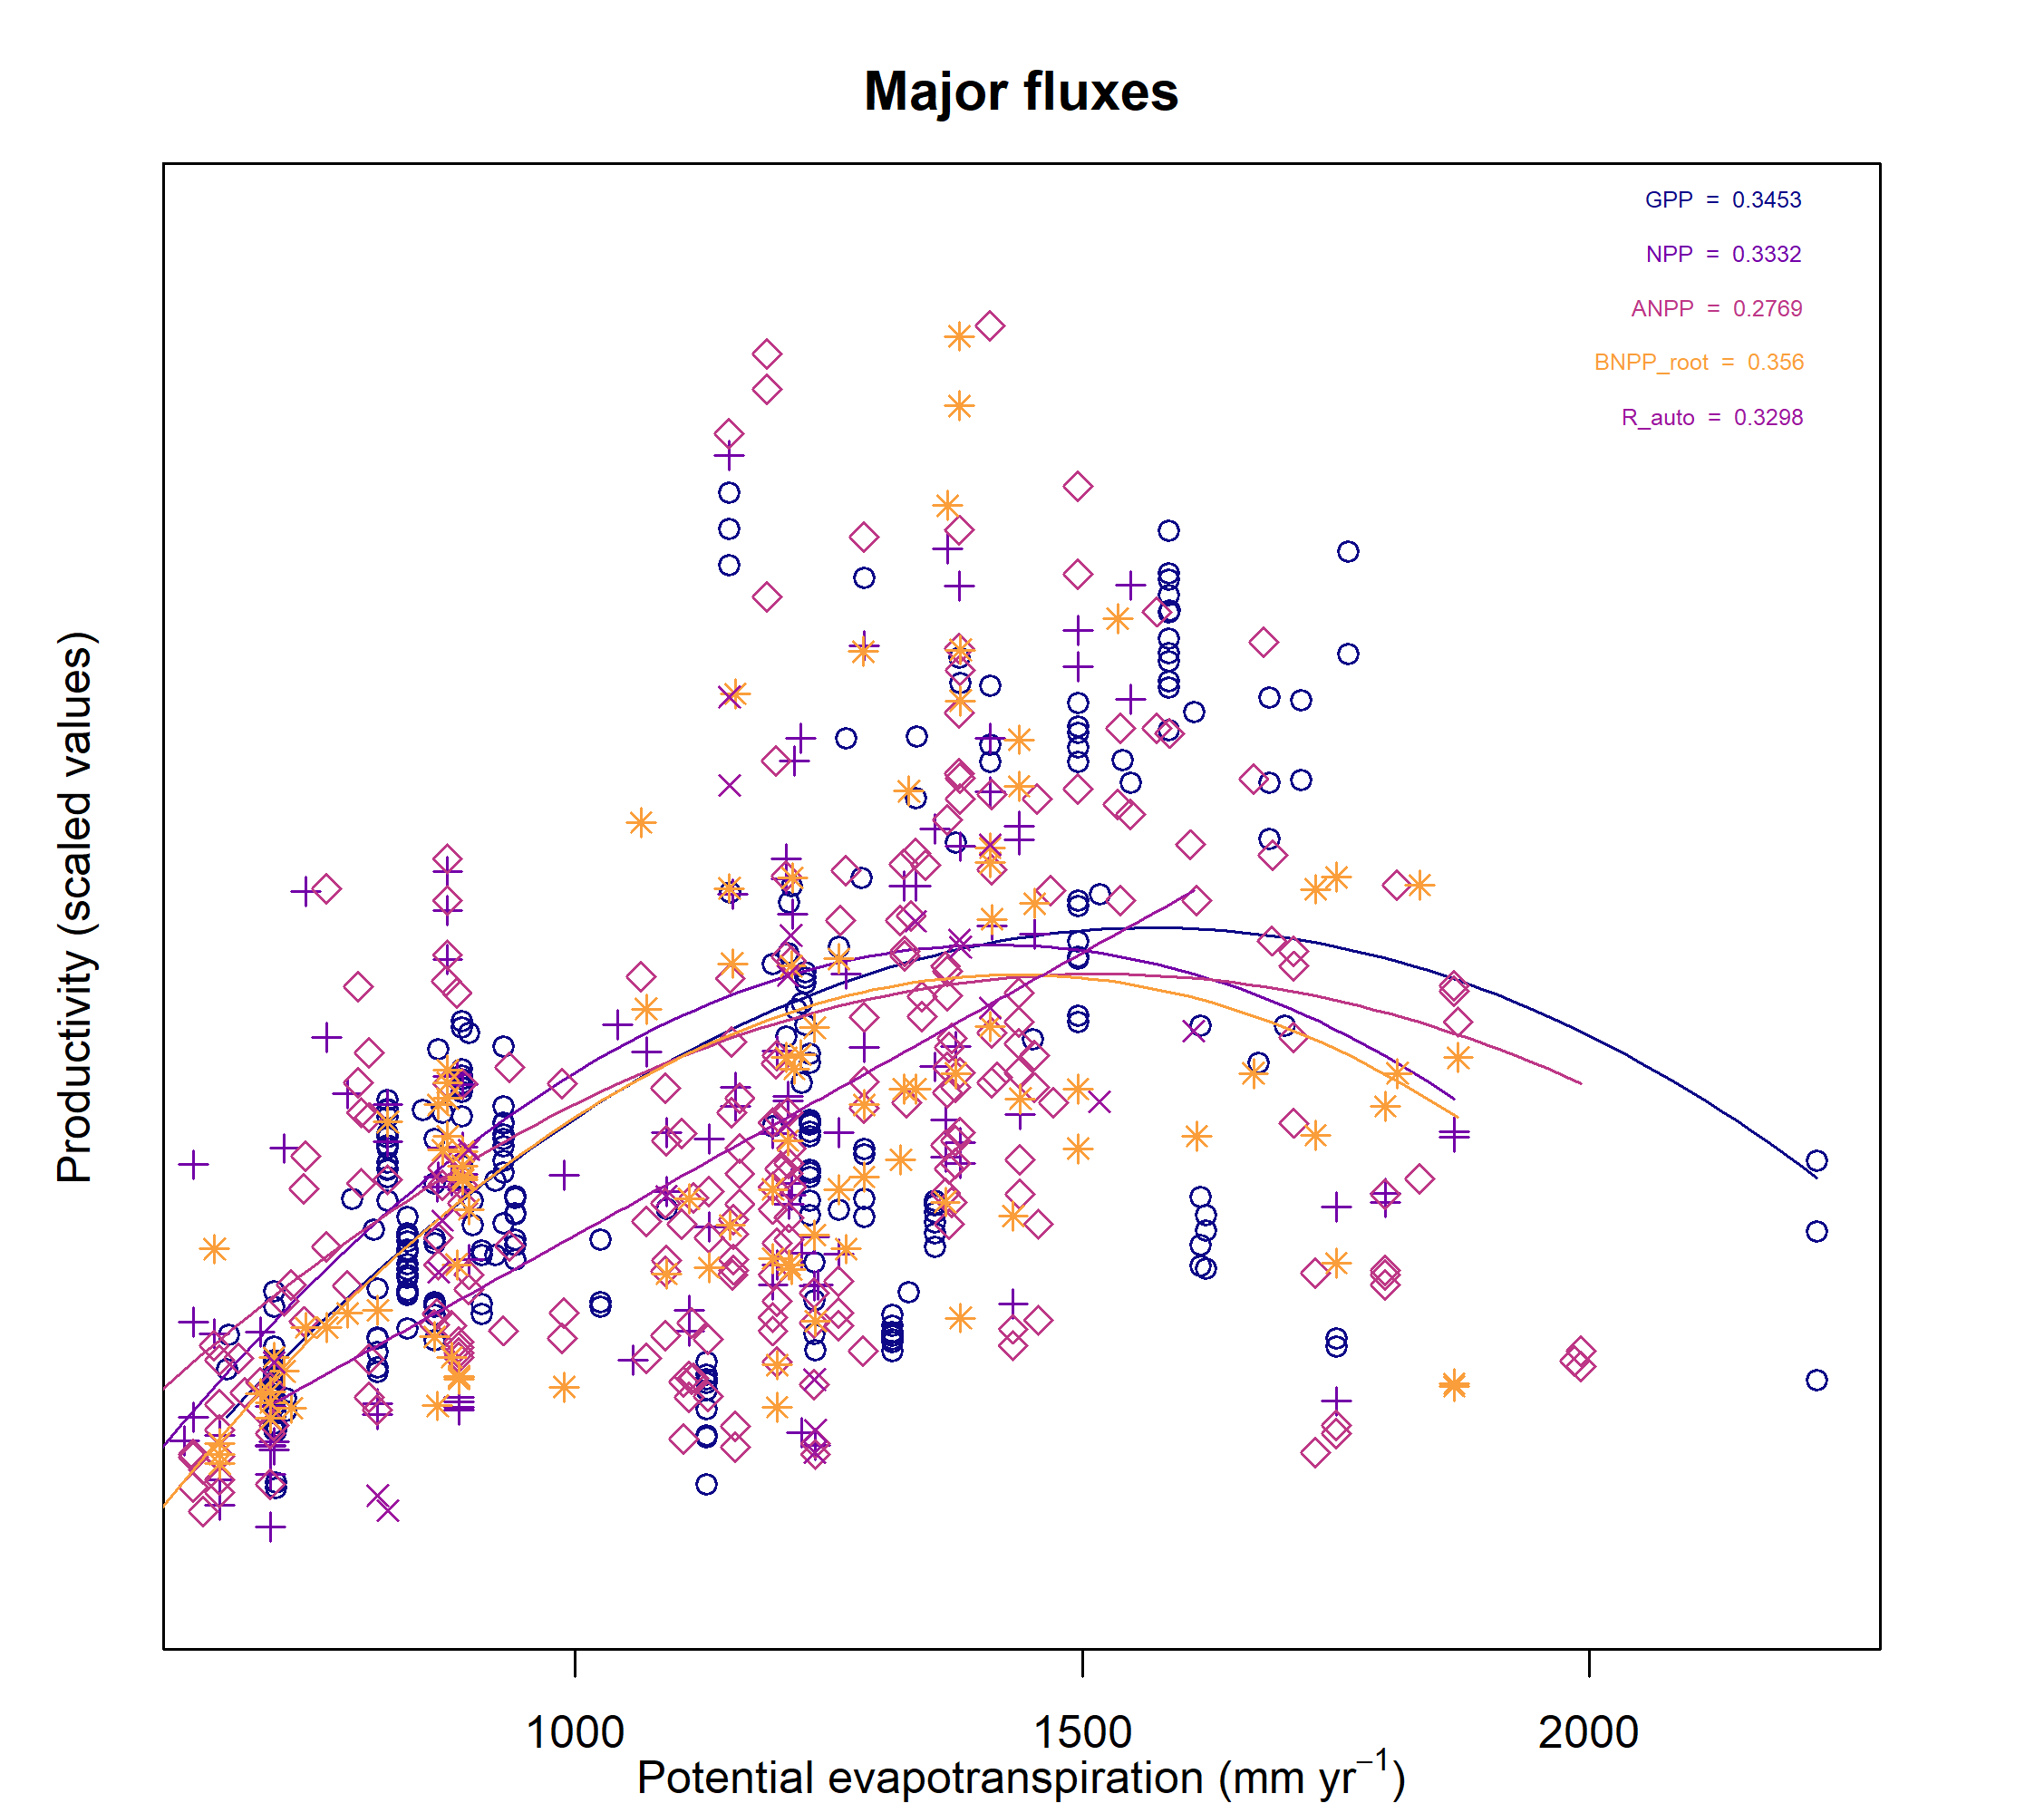 Major fluxes
GPP = 0.3453
NPP = 0.3332
ANPP = 0.2769
BNPP_root = 0.356
R_auto = 0.3298
Productivity (scaled values)
1000 1500 2000
Potential evapotranspiration (mm yr⁻¹)